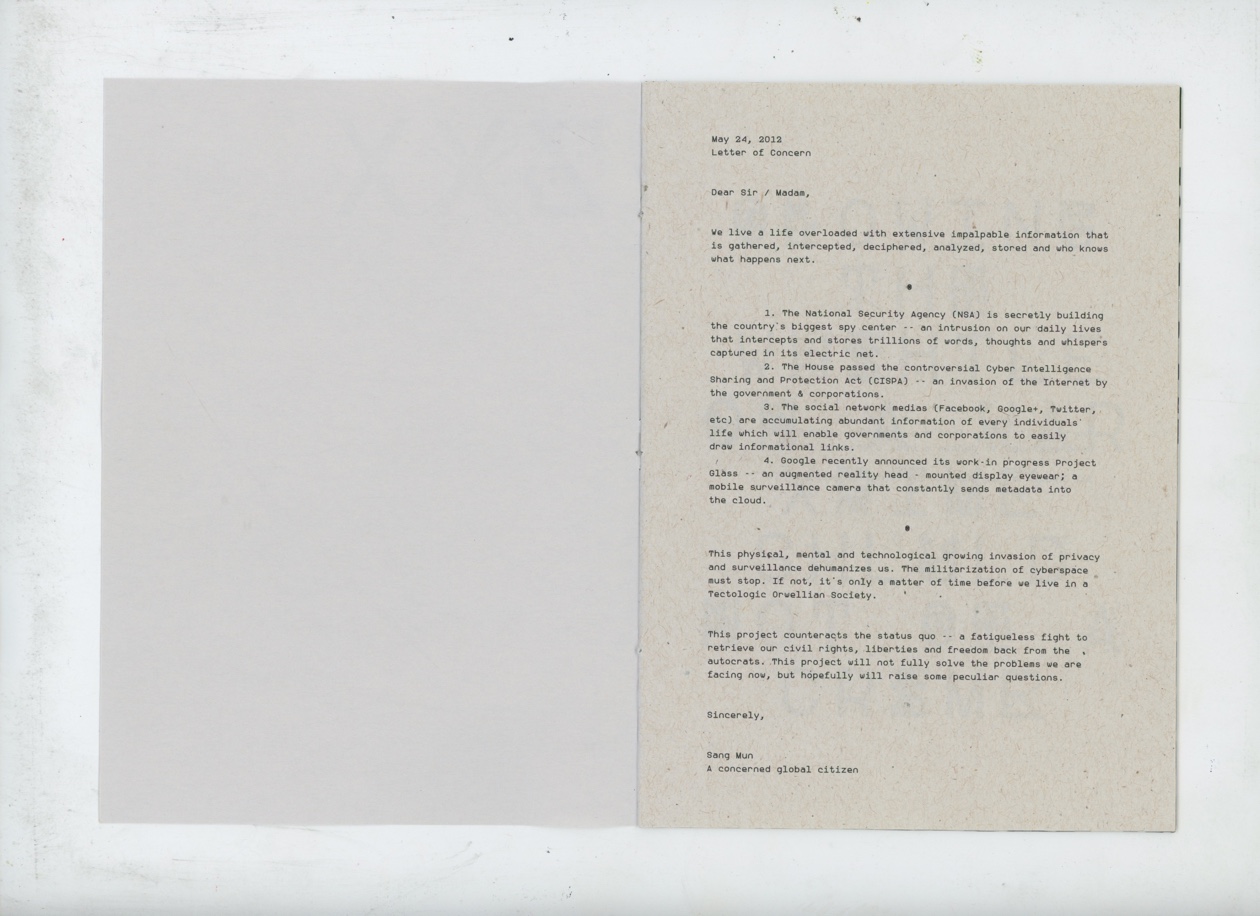 May 24, 2012
Letter of Concern
Dear Sir / Madam,
We live a life overloaded with extensive impalpable information that
is gathered, intercepted, deciphered, analyzed, stored and who knows
what happens next.
1. The National Security Agency (NSA) is secretly building
the country's biggest spy center -- an intrusion on our daily lives
that intercepts and stores trillions of words, thoughts and whispers
captured in its electric net.
2. The House passed the controversial Cyber Intelligence
Sharing and Protection Act (CISPA) -- an invasion of the Internet by
the government & corporations.
3. The social network medias (Facebook, Google+, Twitter,
etc) are accumulating abundant information of every individuals'
life which will enable governments and corporations to easily
draw informational links.
4. Google recently announced its work-in progress Project
Glass -- an augmented reality head - mounted display eyewear; a
mobile surveillance camera that constantly sends metadata into
the cloud.
This physical, mental and technological growing invasion of privacy
and surveillance dehumanizes us. The militarization of cyberspace
must stop. If not, it's only a matter of time before we live in a
Tectologic Orwellian Society.
This project counteracts the status quo -- a fatigueless fight to
retrieve our civil rights, liberties and freedom back from the
autocrats. This project will not fully solve the problems we are
facing now, but hopefully will raise some peculiar questions.
Sincerely,
Sang Mun
A concerned global citizen